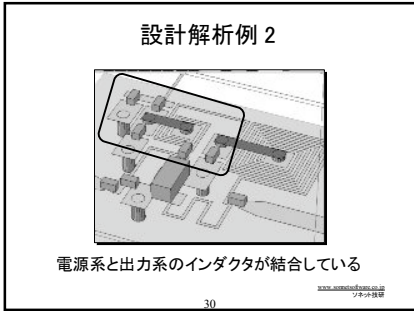 設計解析例 2
電源系と出力系のインダクタが結合している
www.sonnetsoftware.co.jp
ソネット技研
30